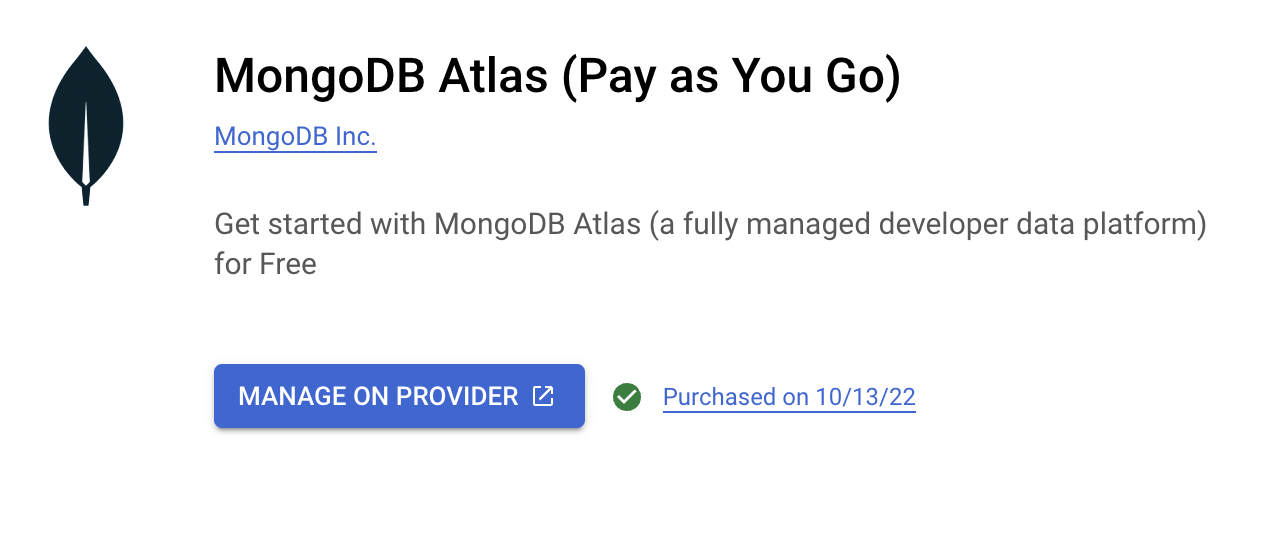 MongoDB Atlas (Pay as You Go)
MongoDB Inc.
Get started with MongoDB Atlas (a fully managed developer data platform)
for Free
MANAGE ON PROVIDER
Purchased on 10/13/22